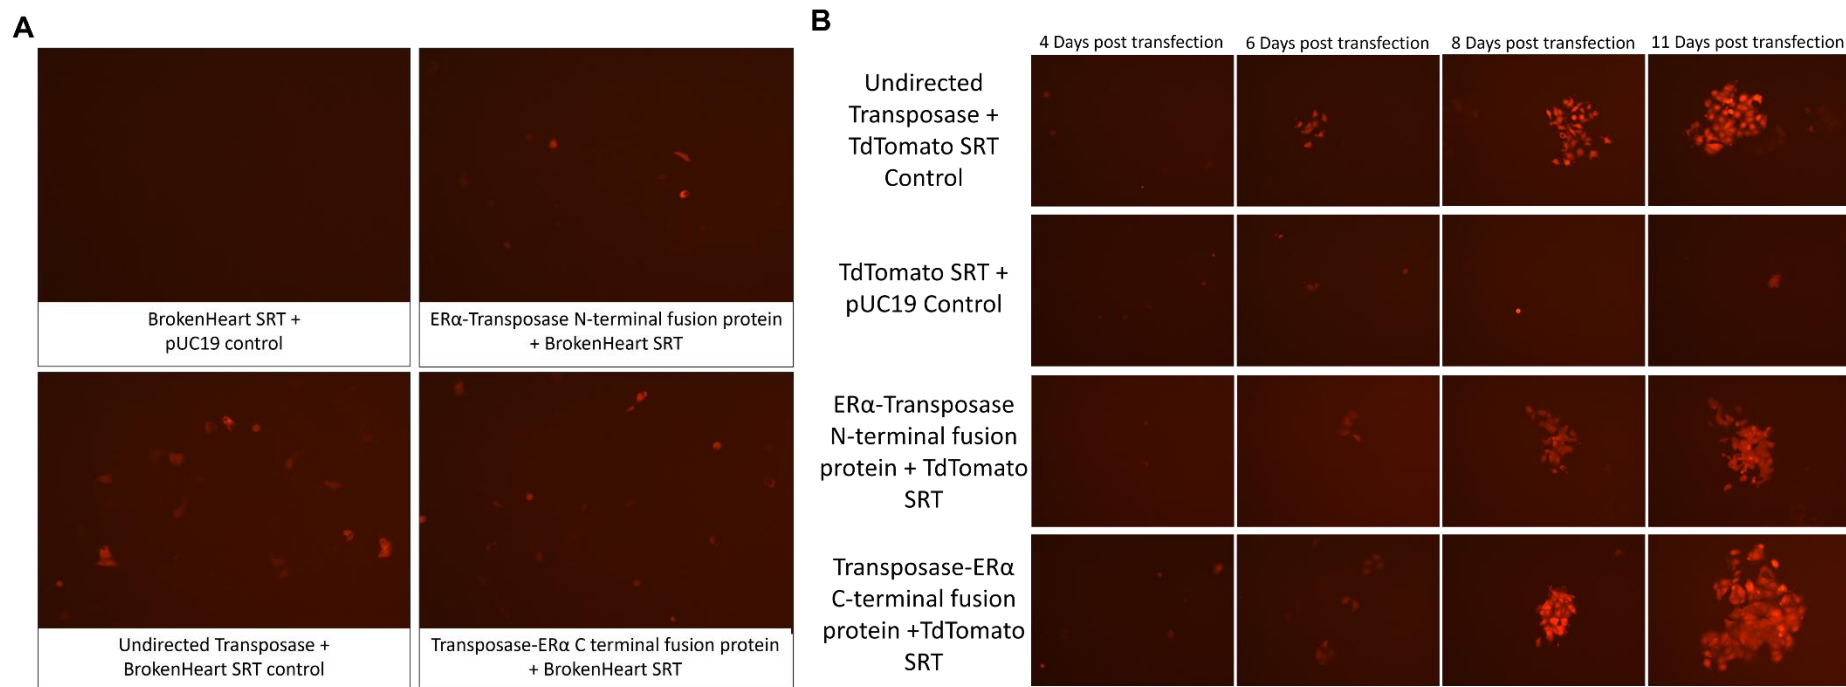 A
BrokenHeart SRT +
pUC19 control
ERα-Transposase N-terminal fusion protein
+ BrokenHeart SRT
Undirected Transposase +
BrokenHeart SRT control
Transposase-ERα C terminal fusion protein
+ BrokenHeart SRT
B
4 Days post transfection
6 Days post transfection
8 Days post transfection
11 Days post transfection
Undirected
Transposase +
TdTomato SRT
Control
TdTomato SRT +
pUC19 Control
ERα-Transposase
N-terminal fusion
protein + TdTomato
SRT
Transposase-ERα
C-terminal fusion
protein +TdTomato
SRT